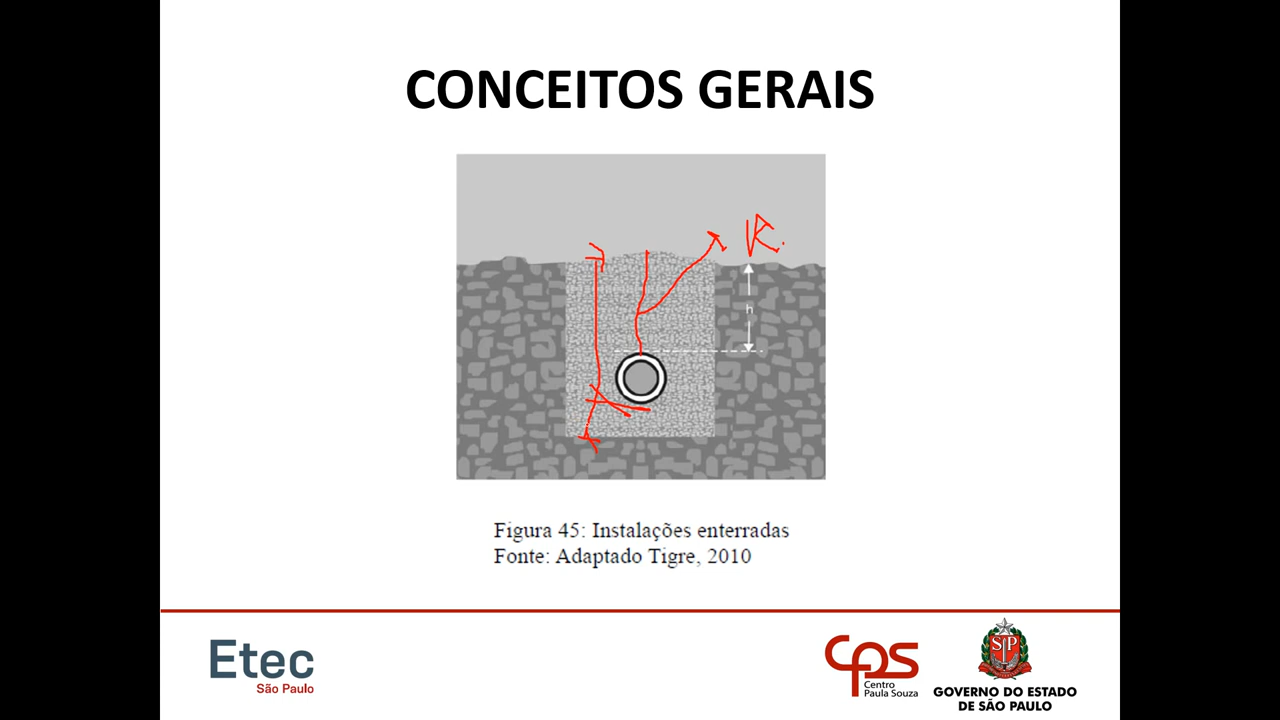 CONCEITOS GERAIS
h
Figura 45: Instalações enterradas
Fonte: Adaptado Tigre, 2010
Etec
São Paulo
CPS
Centro
Paula Souza
SP
GOVERNO DO ESTADO
DE SÃO PAULO